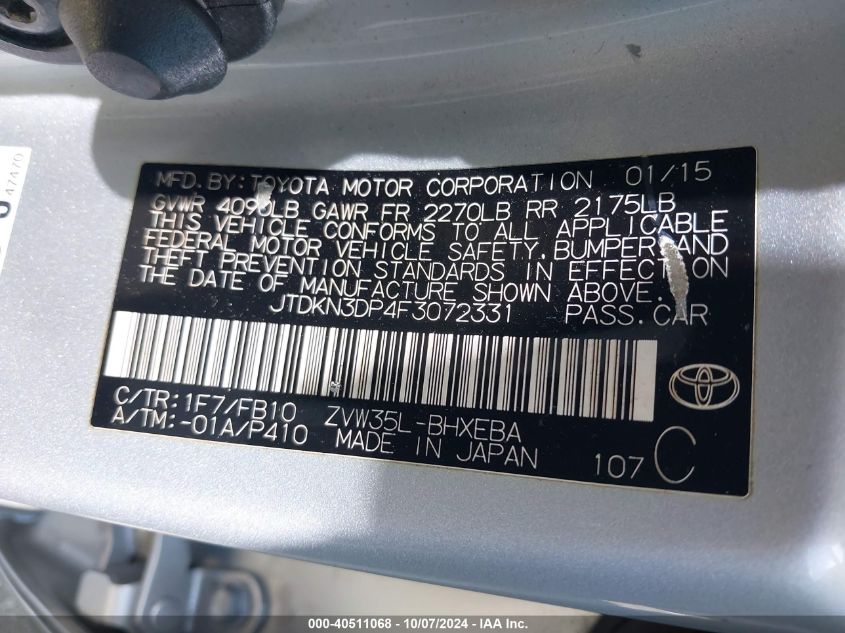 47470
MFD. BY: TOYOTA MOTOR CORPORATION 01/15
GVWR 4090LB GAWR FR 2270LB RR 2175LB
THIS VEHICLE CONFORMS TO ALL APPLICABLE
FEDERAL MOTOR VEHICLE SAFETY, BUMPER AND
THEFT PREVENTION STANDARDS IN EFFECT ON
THE DATE OF MANUFACTURE SHOWN ABOVE.
JTDKN3DP4F3072331 PASS. CAR
C/TR: 1F7/FB10 ZVW35L-BHXEBA
A/TM: -01A/P410 MADE IN JAPAN
107 C
000-40511068 - 10/07/2024 - IAA Inc.